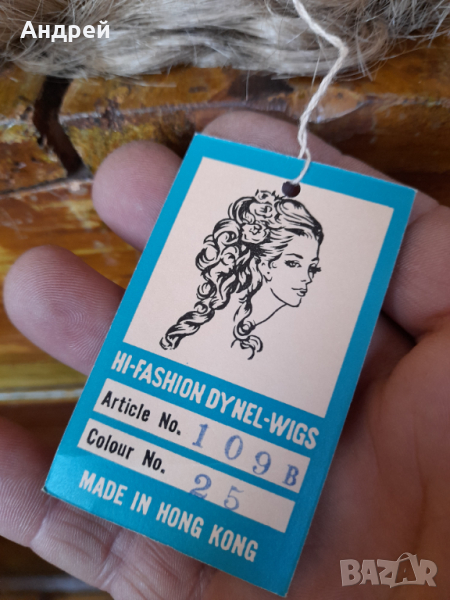 Андрей
HI-FASHION DYNEL-WIGS
Article No. 109B
Colour No. 25
MADE IN HONG KONG
BAZAR